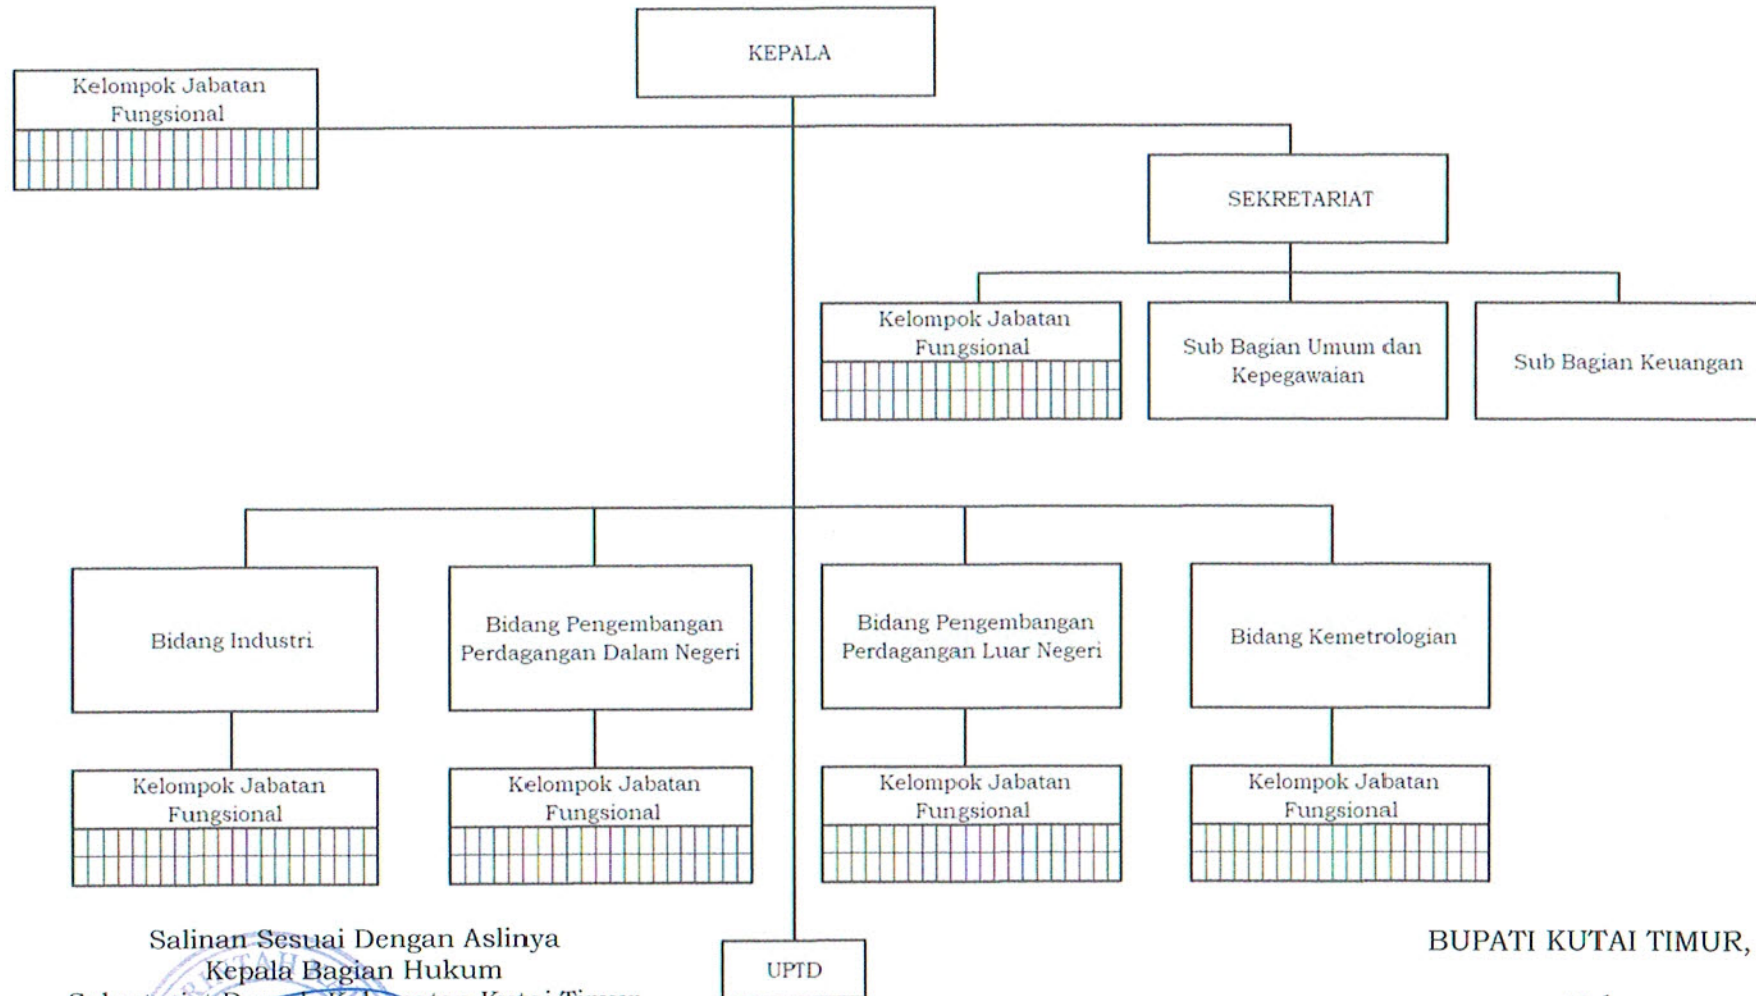 KEPALA
Kelompok Jabatan
Fungsional
SEKRETARIAT
Kelompok Jabatan
Fungsional
Sub Bagian Umum dan
Kepegawaian
Sub Bagian Keuangan
Bidang Industri
Bidang Pengembangan
Perdagangan Dalam Negeri
Bidang Pengembangan
Perdagangan Luar Negeri
Bidang Kemetrologian
Kelompok Jabatan
Fungsional
Kelompok Jabatan
Fungsional
Kelompok Jabatan
Fungsional
Kelompok Jabatan
Fungsional
Salinan Sesuai Dengan Aslinya
Kepala Bagian Hukum
UPTD
BUPATI KUTAI TIMUR,